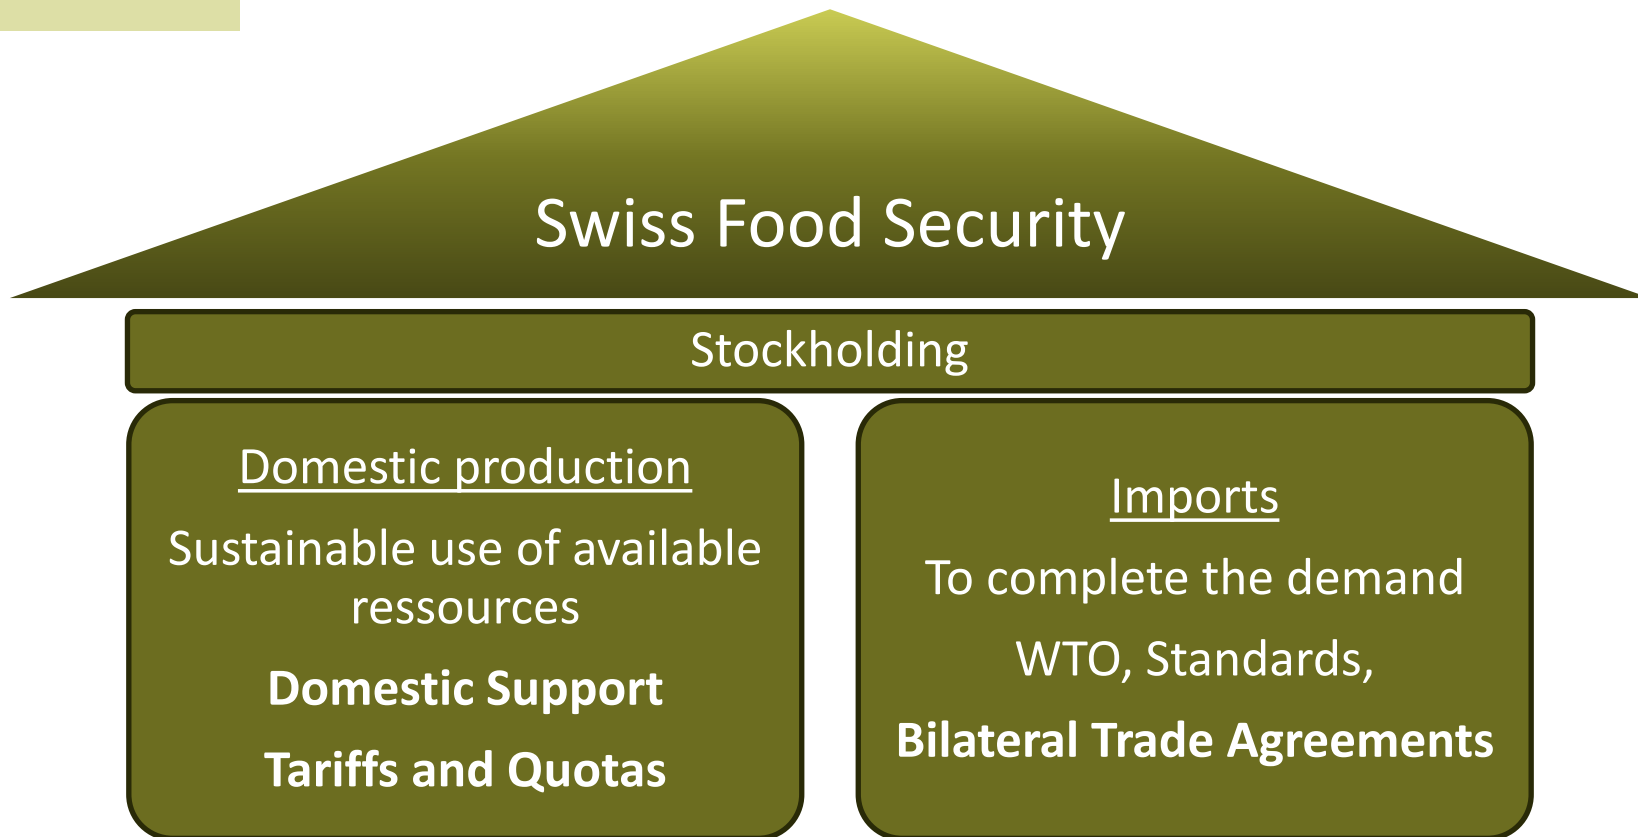 Swiss Food Security
Stockholding
Domestic production
Sustainable use of available
ressources
Domestic Support
Tariffs and Quotas
Imports
To complete the demand
WTO, Standards,
Bilateral Trade Agreements